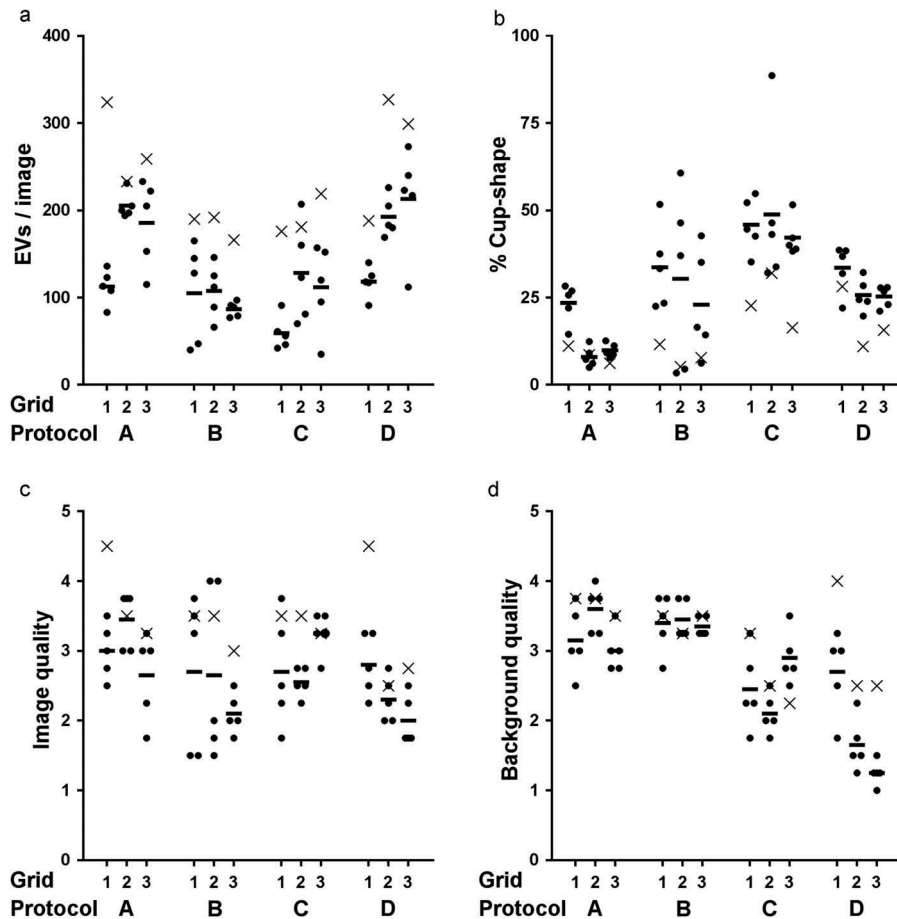 a
EVs / image
400
300
200
100
0
Grid 1 2 3 1 2 3 1 2 3 1 2 3
Protocol A B C D
b
% Cup-shape
100
75
50
25
0
1 2 3 1 2 3 1 2 3 1 2 3
A B C D
c
Image quality
5
4
3
2
1
0
Grid 1 2 3 1 2 3 1 2 3 1 2 3
Protocol A B C D
d
Background quality
5
4
3
2
1
0
Grid 1 2 3 1 2 3 1 2 3 1 2 3
Protocol A B C D